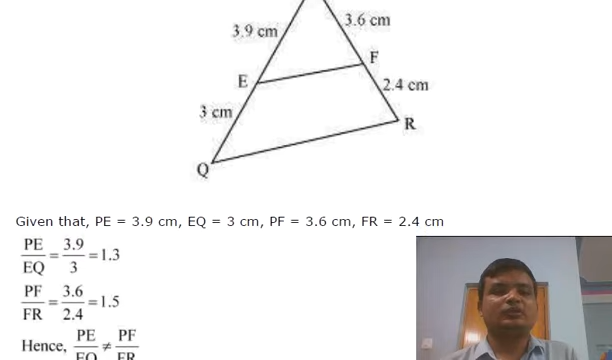 3.9 cm
3.6 cm
E
F
3 cm
2.4 cm
Q
R
Given that, PE = 3.9 cm, EQ = 3 cm, PF = 3.6 cm, FR = 2.4 cm
PE/EQ = 3.9/3 = 1.3
PF/FR = 3.6/2.4 = 1.5
Hence, PE/EQ ≠ PF/FR